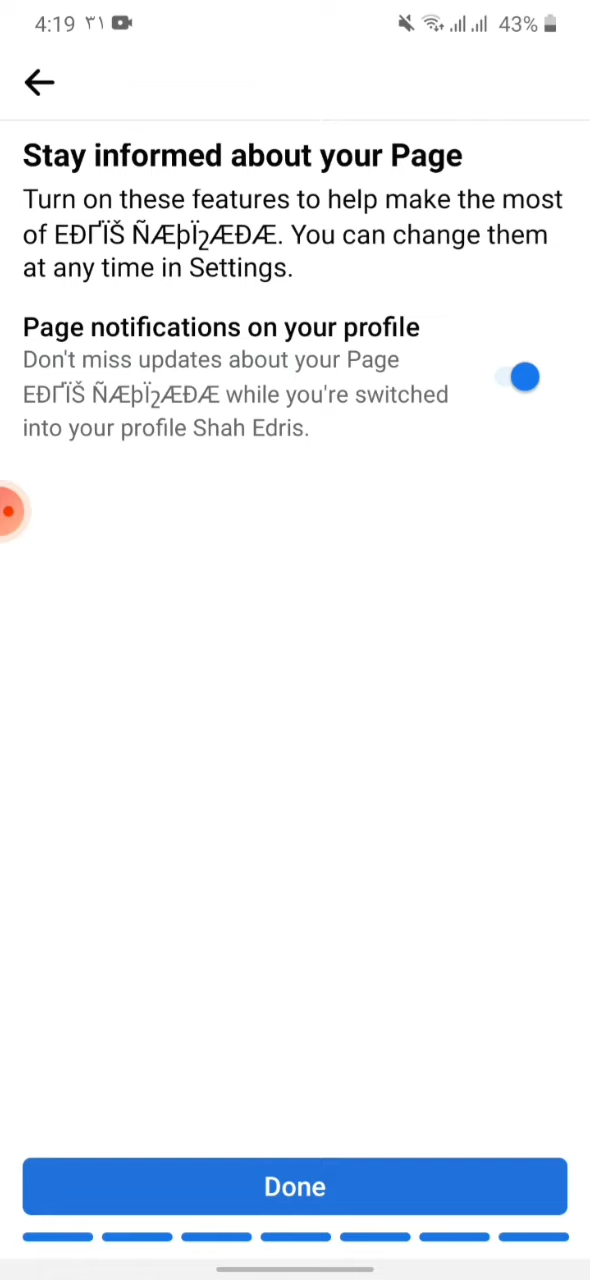 4:19 ٣١ 43%
Stay informed about your Page
Turn on these features to help make the most
of EÐΓÏŠ ÑÆþÏ２ÆÐÆ. You can change them
at any time in Settings.
Page notifications on your profile
Don't miss updates about your Page
EÐΓÏŠ ÑÆþÏ２ÆÐÆ while you're switched
into your profile Shah Edris.
Done